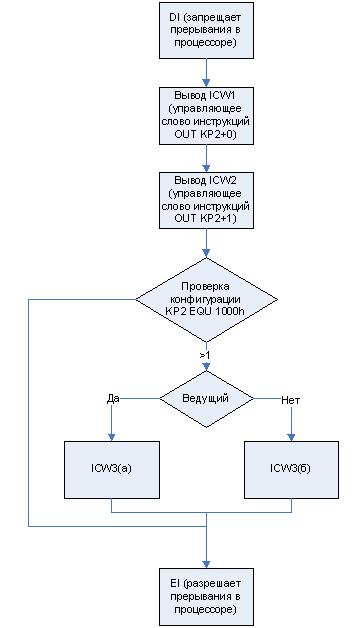 DI (запрещает
прерывания в
процессоре)
Вывод ICW1
(управляющее
слово инструкций
OUT KP2+0)
Вывод ICW2
(управляющее
слово инструкций
OUT KP2+1)
Проверка
конфигурации
KP2 EQU 1000h
>1
Ведущий
Да
Нет
ICW3(а)
ICW3(б)
EI (разрешает
прерывания в
процессоре)